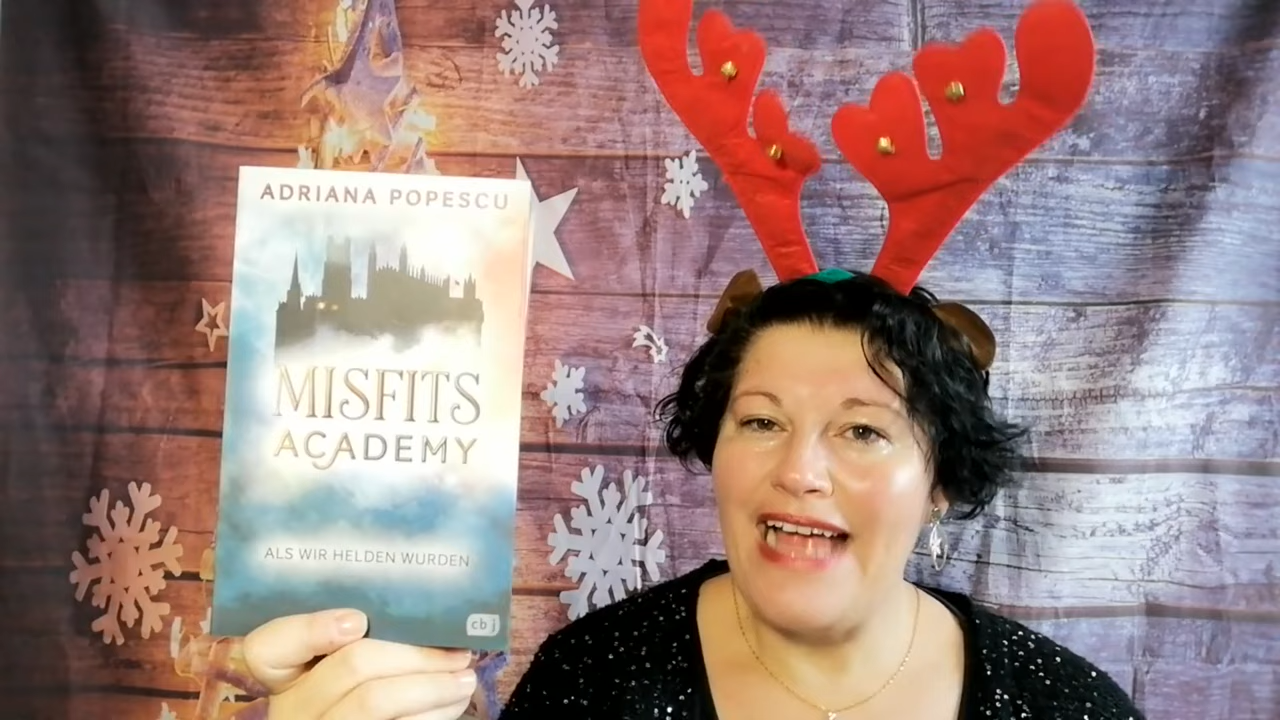 ADRIANA POPESCU
MISFITS
ACADEMY
ALS WIR HELDEN WURDEN
cbj